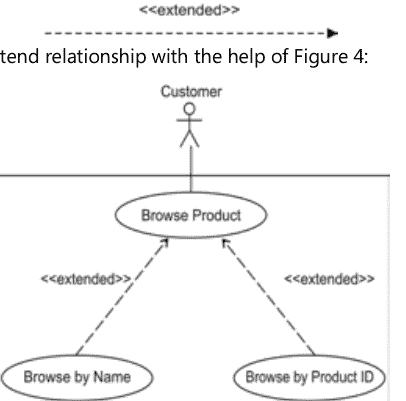 <<extended>>
tend relationship with the help of Figure 4:
Customer
Browse Product
<<extended>> <<extended>>
Browse by Name Browse by Product ID